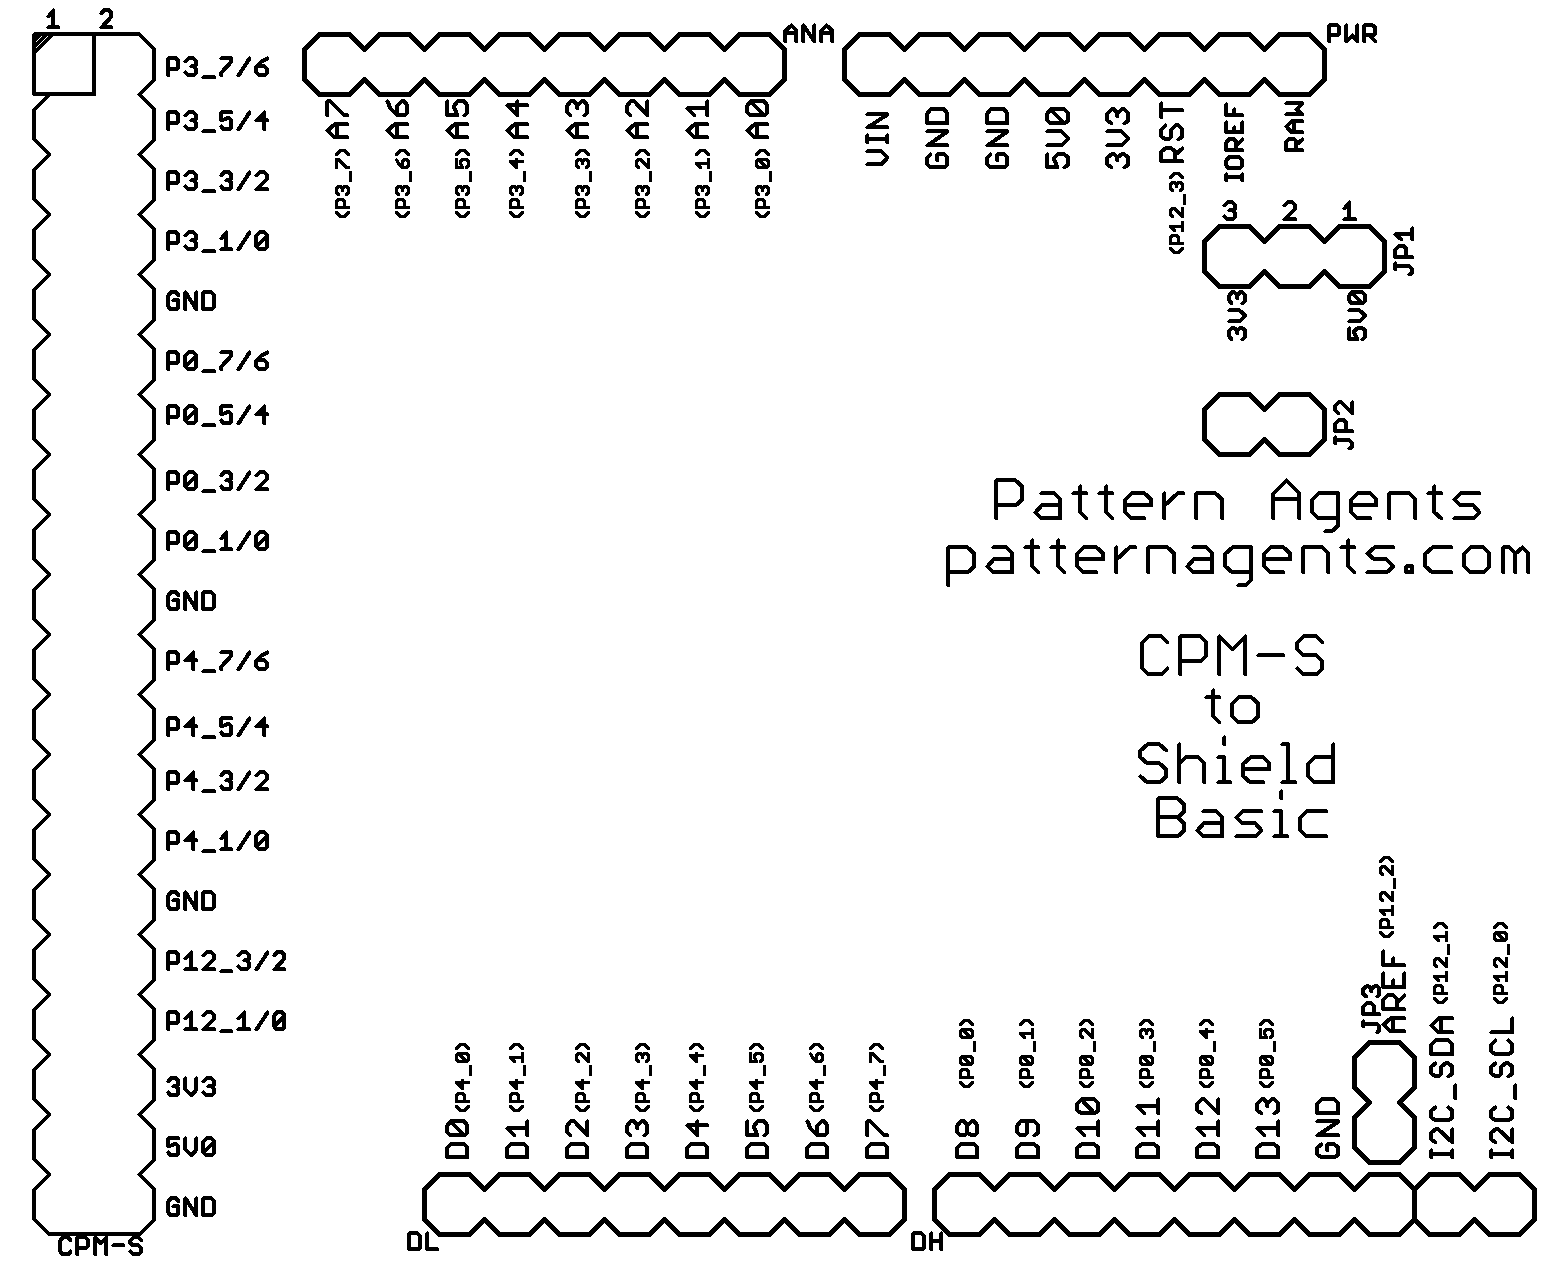 1 2
P3_7/6
P3_5/4
P3_3/2
P3_1/0
GND
P0_7/6
P0_5/4
P0_3/2
P0_1/0
GND
P4_7/6
P4_5/4
P4_3/2
P4_1/0
GND
P12_3/2
P12_1/0
3V3
5V0
GND
CPM-S
ANA
A7 (P3_7)
A6 (P3_6)
A5 (P3_5)
A4 (P3_4)
A3 (P3_3)
A2 (P3_2)
A1 (P3_1)
A0 (P3_0)
PWR
VIN
GND
GND
5V0
3V3
(P12_3) RST
IOREF
RAW
3 2 1
JP1
3V3
5V0
JP2
Pattern Agents
patternagents.com
CPM-S
to
Shield
Basic
D0 (P4_0)
D1 (P4_1)
D2 (P4_2)
D3 (P4_3)
D4 (P4_4)
D5 (P4_5)
D6 (P4_6)
D7 (P4_7)
DL
D8 (P0_0)
D9 (P0_1)
D10 (P0_2)
D11 (P0_3)
D12 (P0_4)
D13 (P0_5)
GND
JP3
AREF (P12_2)
I2C_SDA (P12_1)
I2C_SCL (P12_0)
DH